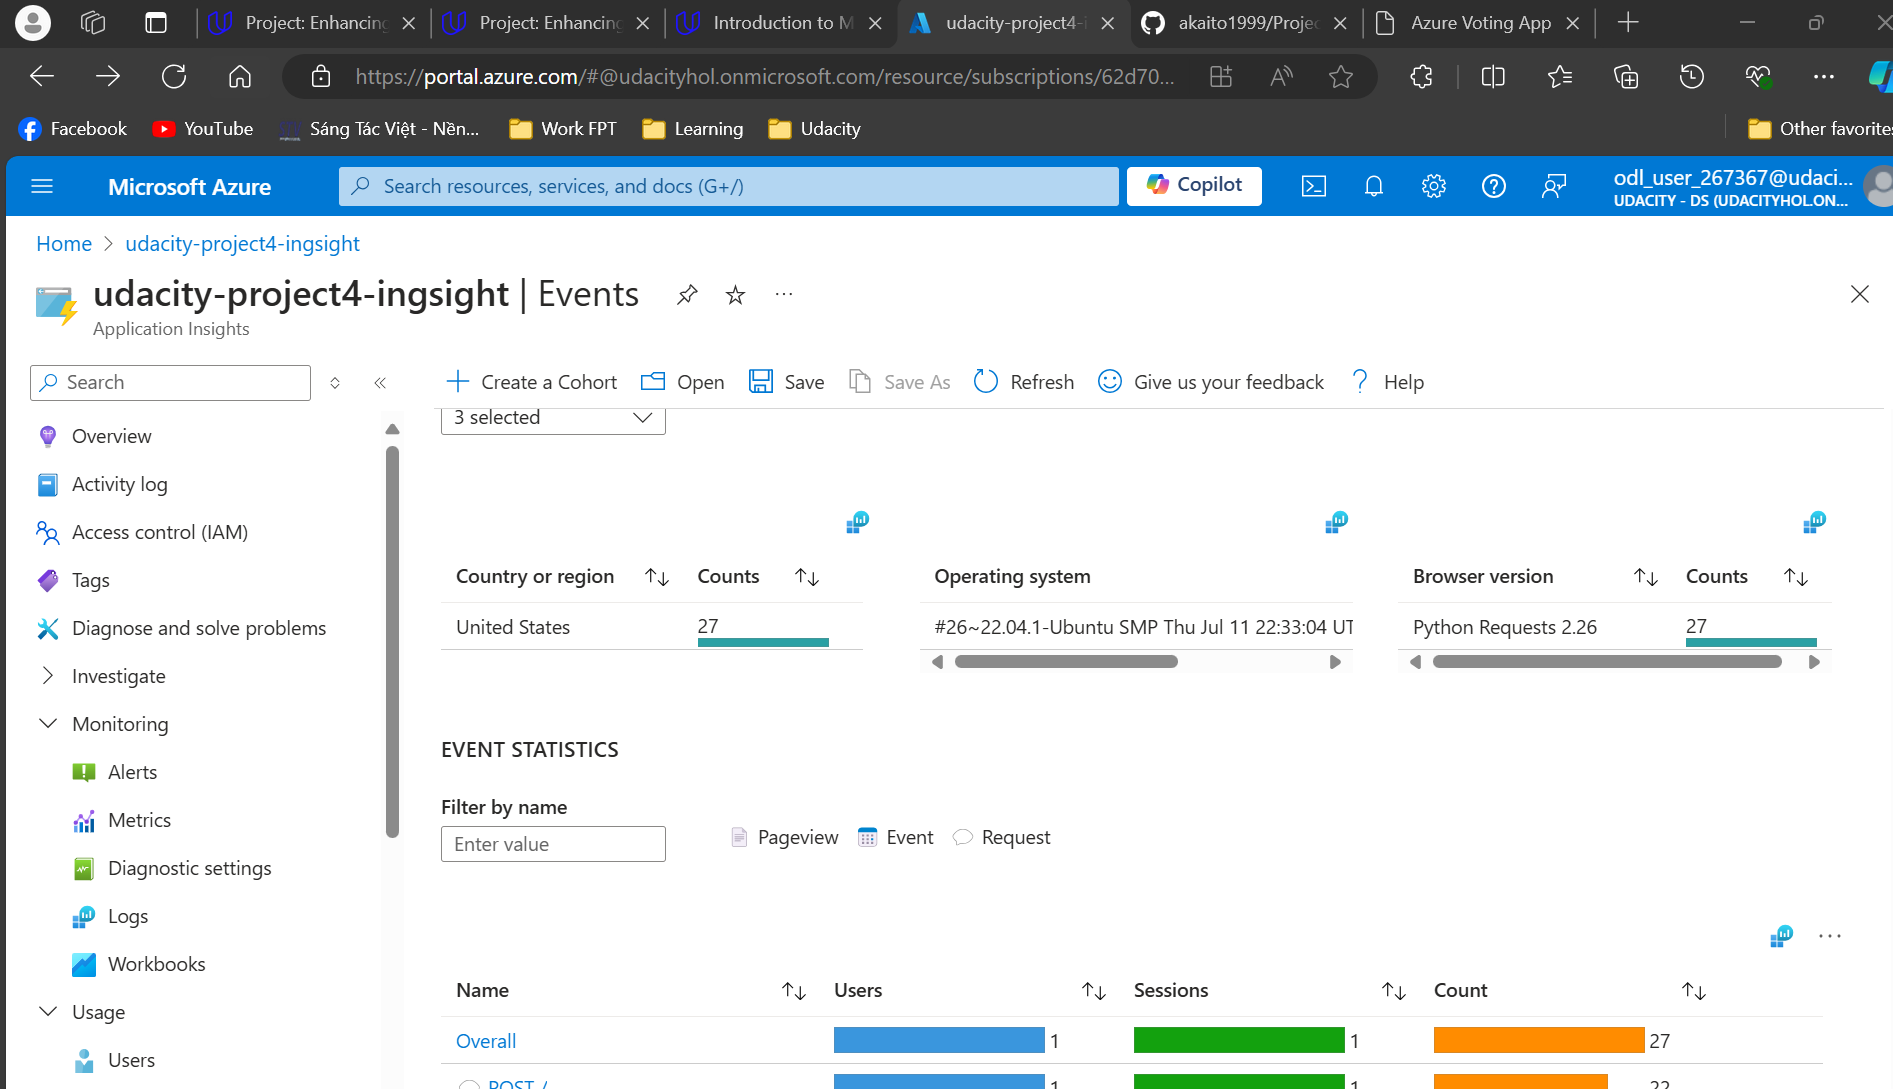 Project: Enhancing
Project: Enhancing
Introduction to M
udacity-project4-i
akaito1999/Projec
Azure Voting App
https://portal.azure.com/#@udacityhol.onmicrosoft.com/resource/subscriptions/62d70...
Facebook
YouTube
Sáng Tác Việt - Nền...
Work FPT
Learning
Udacity
Other favorites
Microsoft Azure
Search resources, services, and docs (G+/)
Copilot
odl_user_267367@udaci...
UDACITY - DS (UDACITYHOL.ON...
Home > udacity-project4-ingsight
udacity-project4-ingsight | Events
Application Insights
Search
Create a Cohort
Open
Save
Save As
Refresh
Give us your feedback
Help
Overview
Activity log
Access control (IAM)
Tags
Diagnose and solve problems
Investigate
Monitoring
Alerts
Metrics
Diagnostic settings
Logs
Workbooks
Usage
Users
3 selected
Country or region Counts
United States 27
Operating system
#26~22.04.1-Ubuntu SMP Thu Jul 11 22:33:04 UT
Browser version Counts
Python Requests 2.26 27
EVENT STATISTICS
Filter by name
Enter value
Pageview Event Request
Name Users Sessions Count
Overall 1 1 27
POST / 1 1 22